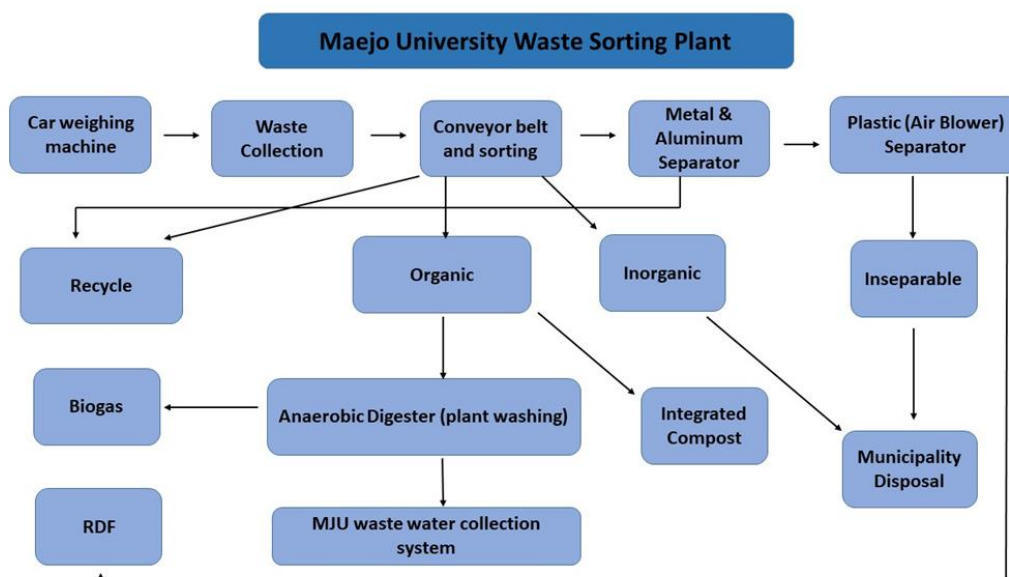 Maejo University Waste Sorting Plant
Car weighing
machine
Waste
Collection
Conveyor belt
and sorting
Metal &
Aluminum
Separator
Plastic (Air Blower)
Separator
Recycle
Organic
Inorganic
Inseparable
Biogas
Anaerobic Digester (plant washing)
Integrated
Compost
Municipality
Disposal
RDF
MJU waste water collection
system